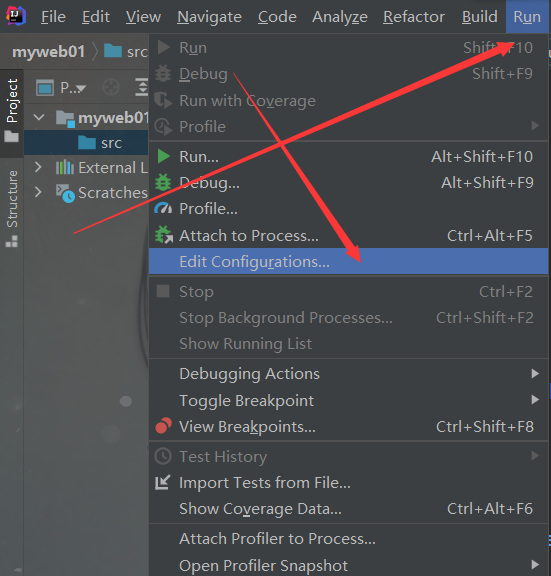 File Edit View Navigate Code Analyze Refactor Build Run
myweb01 src
Project
Structure
P..
myweb01
src
External L
Scratches
Run Shift+F10
Debug Shift+F9
Run with Coverage
Profile
Run... Alt+Shift+F10
Debug... Alt+Shift+F9
Profile...
Attach to Process... Ctrl+Alt+F5
Edit Configurations...
Stop Ctrl+F2
Stop Background Processes... Ctrl+Shift+F2
Show Running List
Debugging Actions
Toggle Breakpoint
View Breakpoints... Ctrl+Shift+F8
Test History
Import Tests from File...
Show Coverage Data... Ctrl+Alt+F6
Attach Profiler to Process...
Open Profiler Snapshot